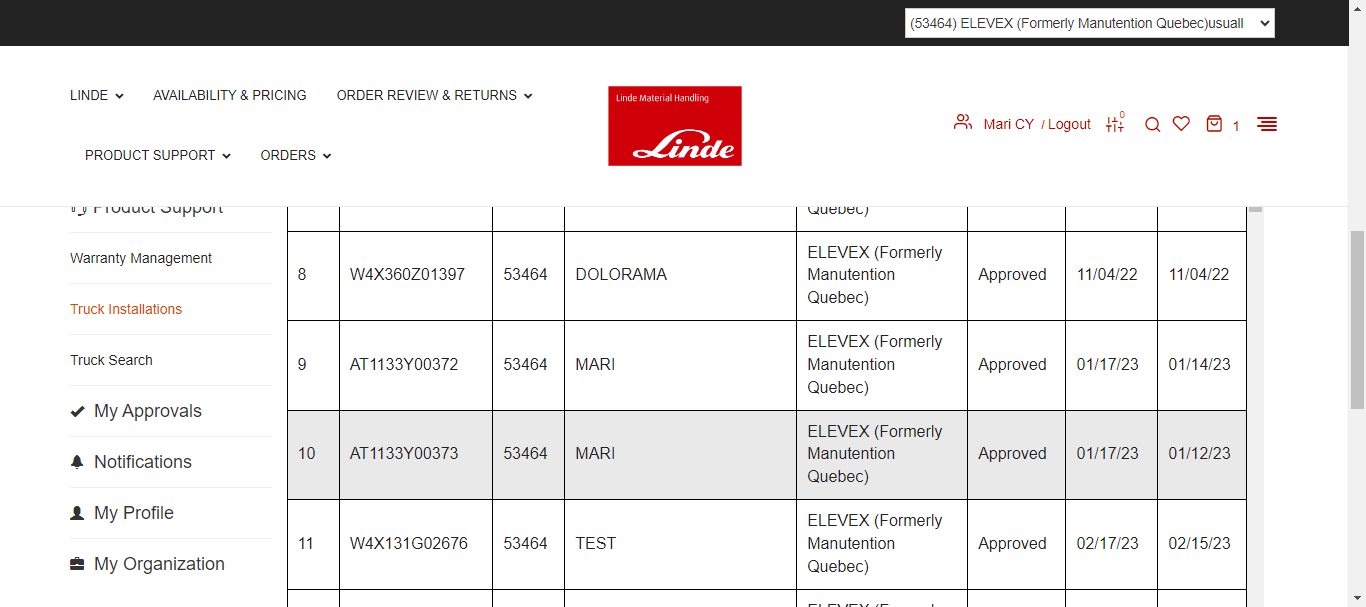 (53464) ELEVEX (Formerly Manutention Quebec)usuall
LINDE
AVAILABILITY & PRICING
ORDER REVIEW & RETURNS
PRODUCT SUPPORT
ORDERS
Linde Material Handling
Linde
Mari CY / Logout
0
1
Product Support
Warranty Management
Truck Installations
Truck Search
My Approvals
Notifications
My Profile
My Organization
Quebec)
8 W4X360Z01397 53464 DOLORAMA ELEVEX (Formerly
Manutention
Quebec) Approved 11/04/22 11/04/22
9 AT1133Y00372 53464 MARI ELEVEX (Formerly
Manutention
Quebec) Approved 01/17/23 01/14/23
10 AT1133Y00373 53464 MARI ELEVEX (Formerly
Manutention
Quebec) Approved 01/17/23 01/12/23
11 W4X131G02676 53464 TEST ELEVEX (Formerly
Manutention
Quebec) Approved 02/17/23 02/15/23